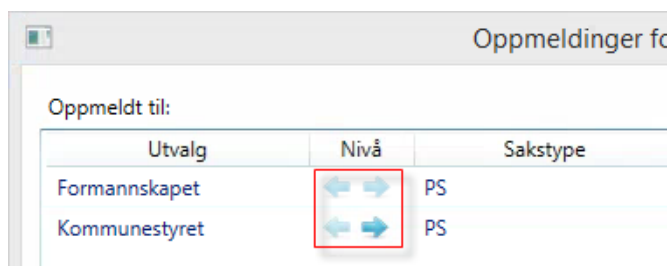 Oppmeldinger fo
Oppmeldt til:
Utvalg Nivå Sakstype
Formannskapet PS
Kommunestyret PS